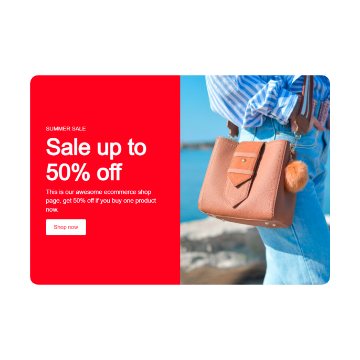 SUMMER SALE
Sale up to
50% off
This is our awesome ecommerce shop
page, get 50% off if you buy one product
now.
Shop now